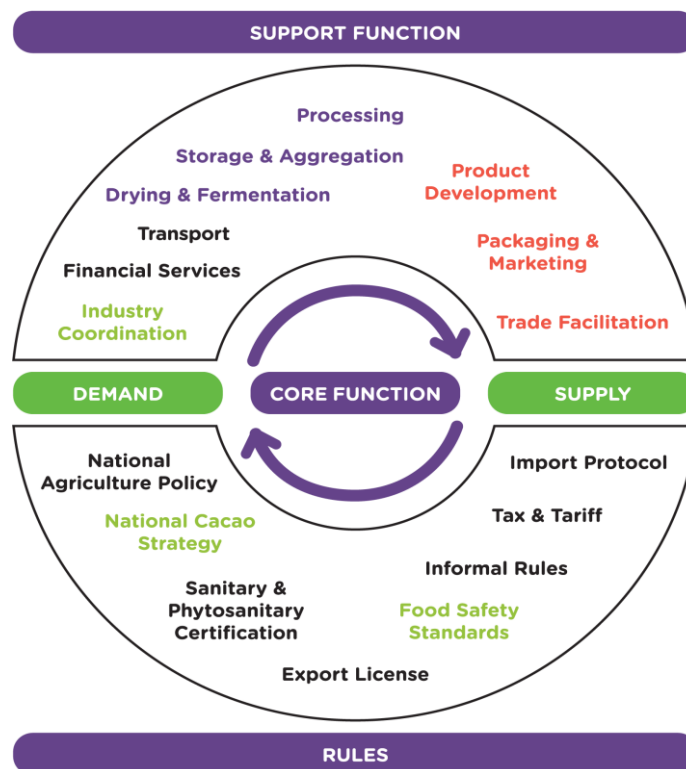 SUPPORT FUNCTION
Processing
Storage & Aggregation
Drying & Fermentation
Transport
Financial Services
Industry
Coordination
Product
Development
Packaging &
Marketing
Trade Facilitation
DEMAND
CORE FUNCTION
SUPPLY
National
Agriculture Policy
National Cacao
Strategy
Sanitary &
Phytosanitary
Certification
Export License
Import Protocol
Tax & Tariff
Informal Rules
Food Safety
Standards
RULES